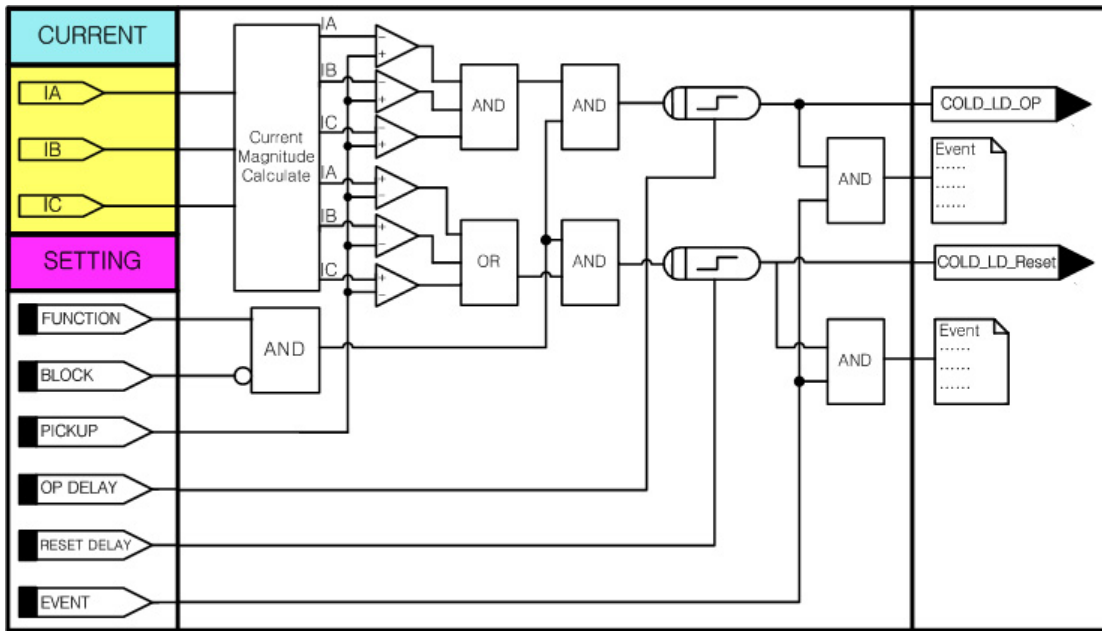 CURRENT
IA
IB
IC
SETTING
FUNCTION
BLOCK
PICKUP
OP DELAY
RESET DELAY
EVENT
Current
Magnitude
Calculate
IA
IB
IC
IA
IB
IC
AND
AND
OR
AND
AND
AND
AND
COLD_LD_OP
Event
......
......
......
COLD_LD_Reset
Event
......
......
......